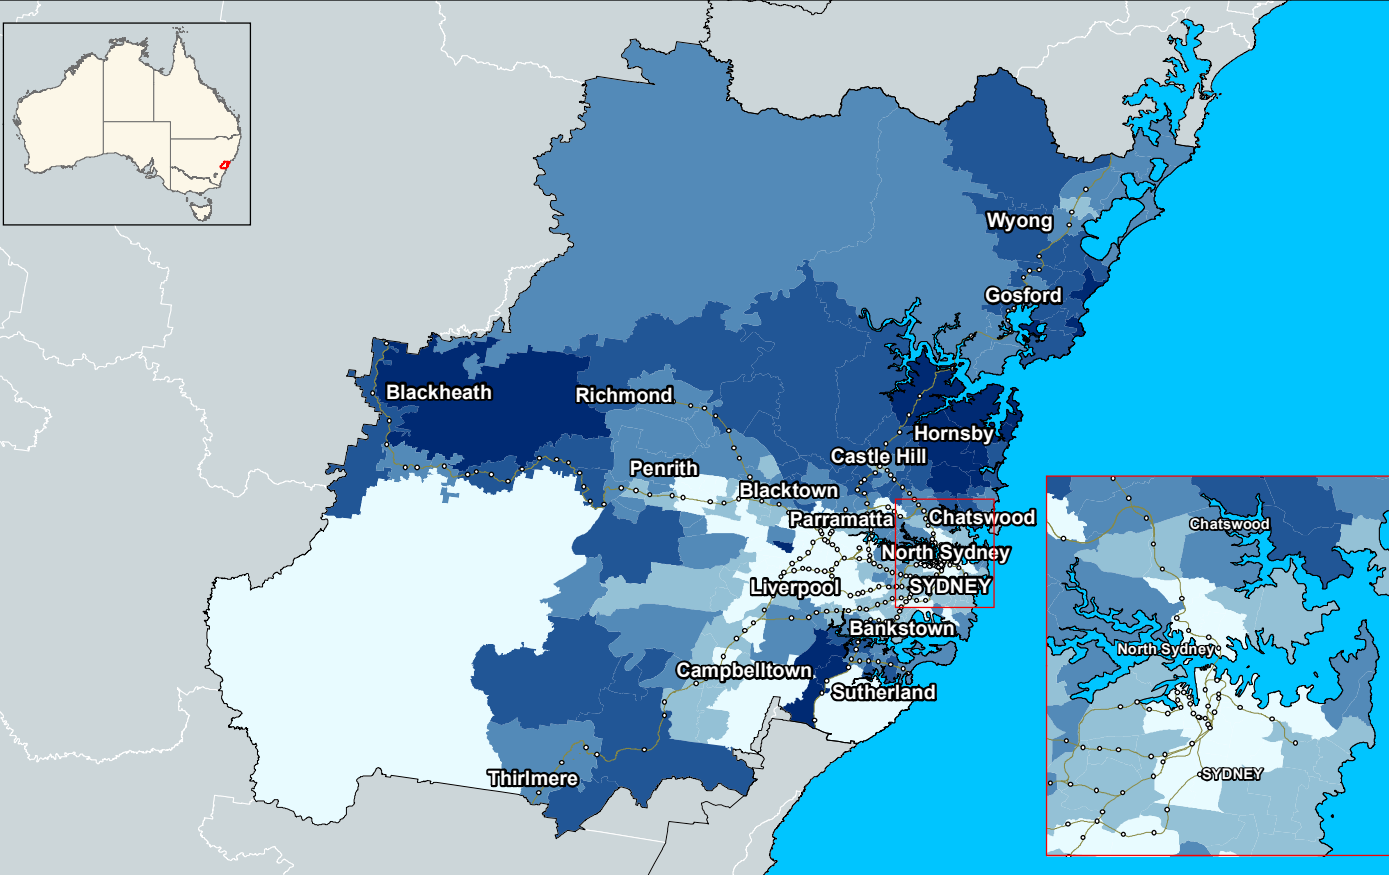 Wyong
Gosford
Blackheath
Richmond
Hornsby
Castle Hill
Penrith
Blacktown
Parramatta
Chatswood
North Sydney
Liverpool
SYDNEY
Bankstown
Campbelltown
Sutherland
Thirlmere
Chatswood
North Sydney
SYDNEY